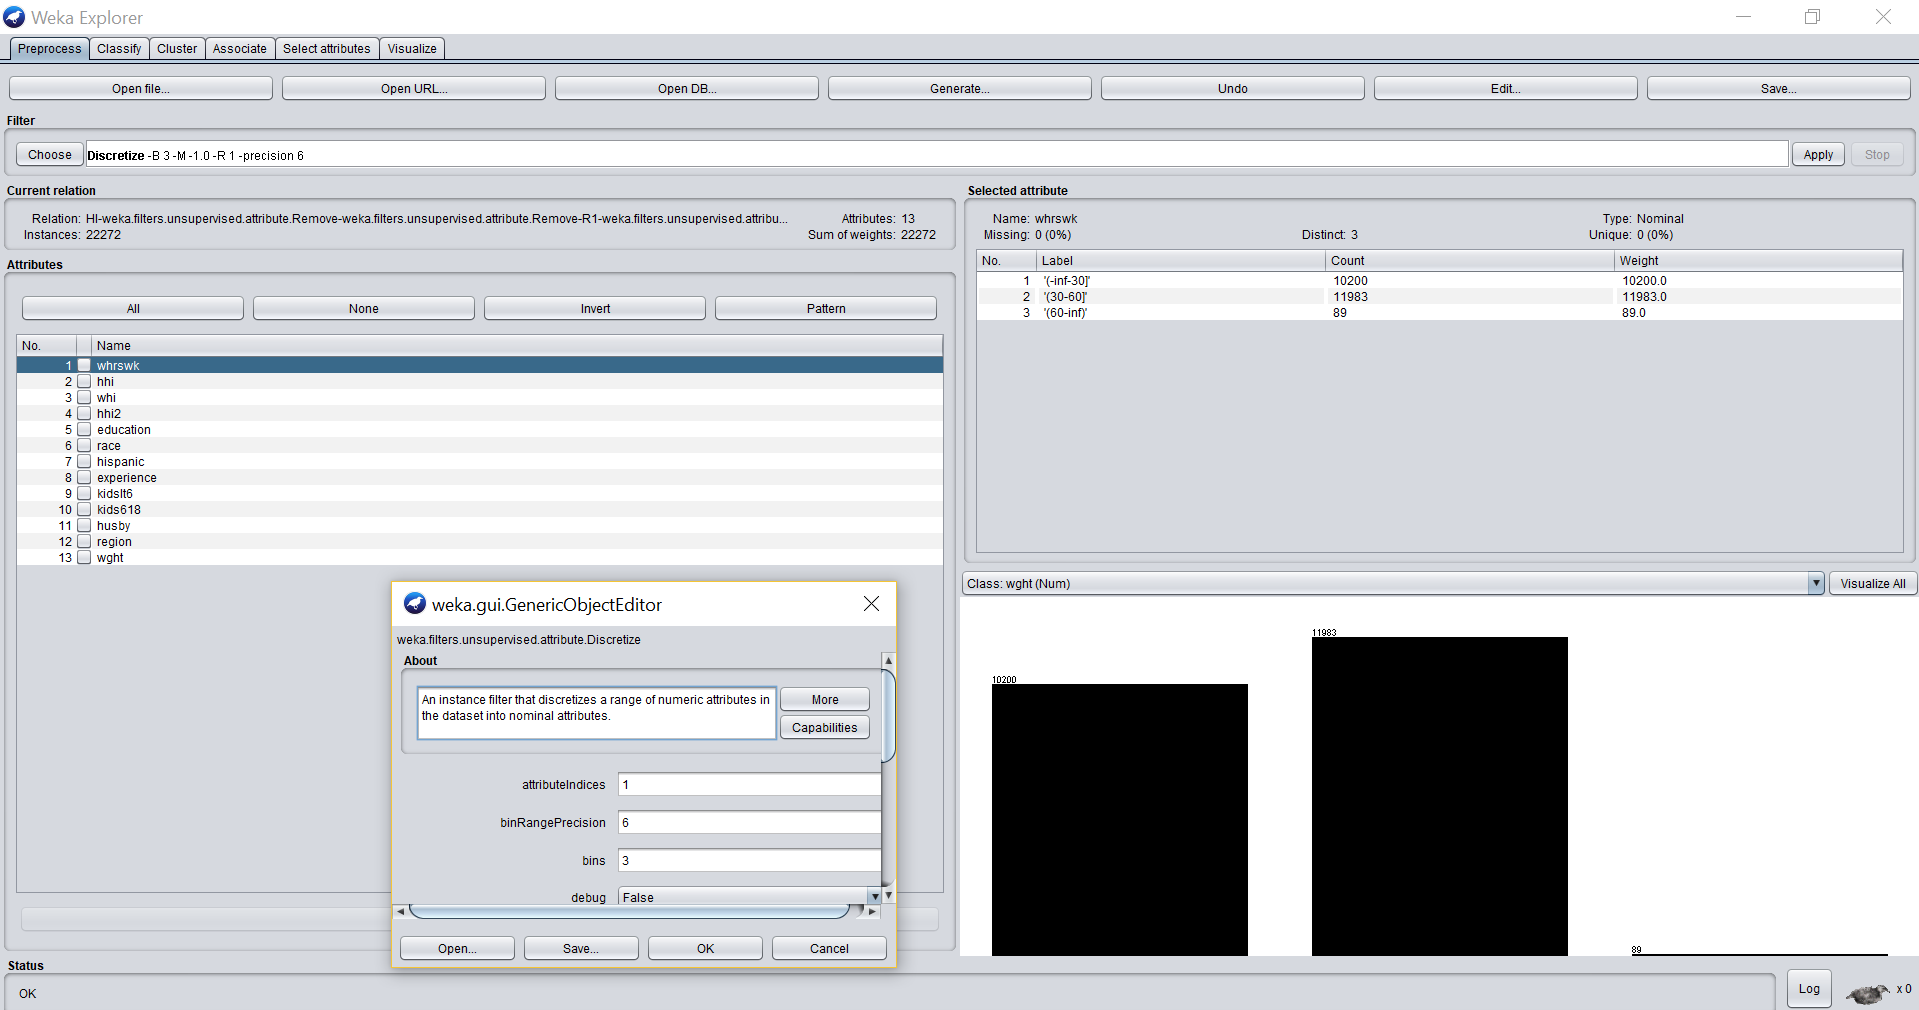 Weka Explorer
Preprocess Classify Cluster Associate Select attributes Visualize
Open file... Open URL... Open DB... Generate... Undo Edit... Save...
Filter
Choose Discretize -B 3 -M -1.0 -R 1 -precision 6 Apply Stop
Current relation
Relation: HI-weka.filters.unsupervised.attribute.Remove-weka.filters.unsupervised.attribute.Remove-R1-weka.filters.unsupervised.attribu... Attributes: 13
Instances: 22272 Sum of weights: 22272
Attributes
All None Invert Pattern
No. Name
1 whrswk
2 hhi
3 whi
4 hhi2
5 education
6 race
7 hispanic
8 experience
9 kidslt6
10 kids618
11 husby
12 region
13 wght
Selected attribute
Name: whrswk Type: Nominal
Missing: 0 (0%) Distinct: 3 Unique: 0 (0%)
No. Label Count Weight
1 '(-inf-30]' 10200 10200.0
2 '(30-60]' 11983 11983.0
3 '(60-inf)' 89 89.0
Class: wght (Num) Visualize All
10200
11983
89
weka.gui.GenericObjectEditor
weka.filters.unsupervised.attribute.Discretize
About
An instance filter that discretizes a range of numeric attributes in
the dataset into nominal attributes.
More
Capabilities
attributeIndices 1
binRangePrecision 6
bins 3
debug False
Open... Save... OK Cancel
Status
OK
Log x 0